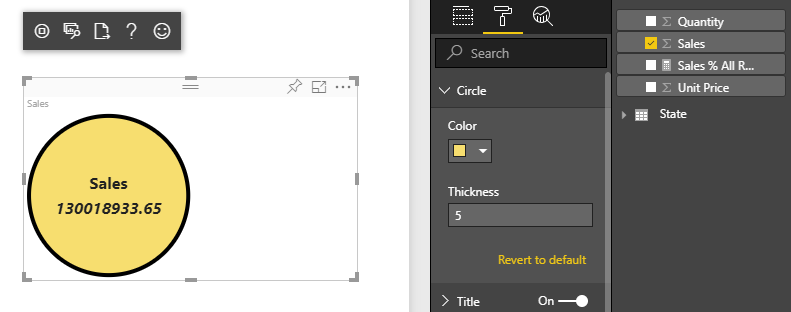 Sales
Sales
130018933.65
Search
Circle
Color
Thickness
5
Revert to default
Title On
Quantity
Sales
Sales % All R...
Unit Price
State